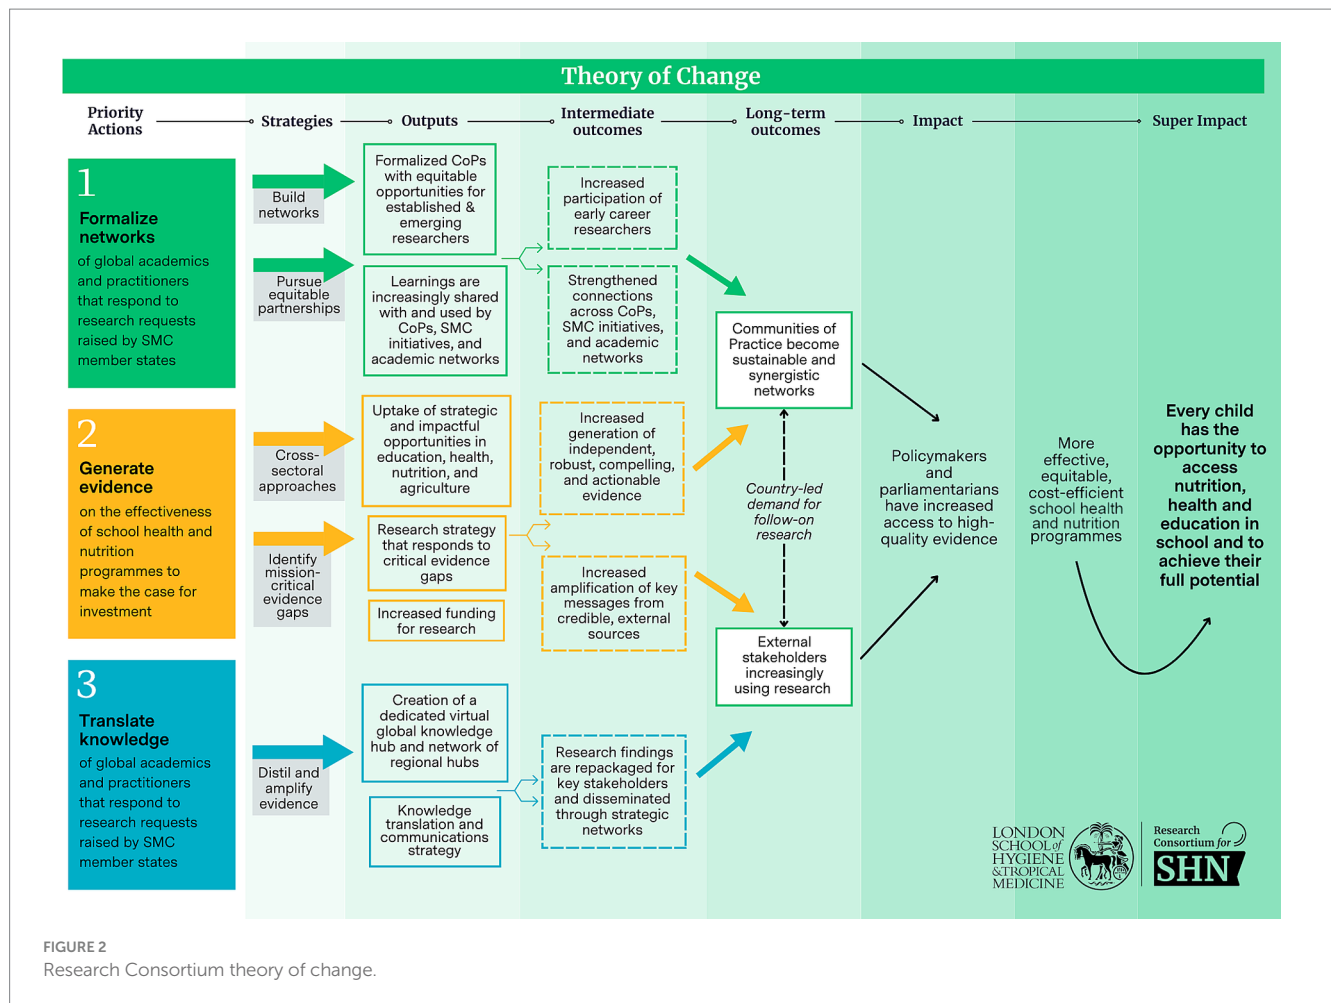 Theory of Change
Priority
Actions
Strategies
Outputs
Intermediate
outcomes
Long-term
outcomes
Impact
Super Impact
1
Formalize
networks
of global academics
and practitioners
that respond to
research requests
raised by SMC
member states
Build
networks
Pursue
equitable
partnerships
Formalized CoPs
with equitable
opportunities for
established &
emerging
researchers
Learnings are
increasingly shared
with and used by
CoPs, SMC
initiatives, and
academic networks
Increased
participation of
early career
researchers
Strengthened
connections
across CoPs,
SMC initiatives,
and academic
networks
2
Generate
evidence
on the effectiveness
of school health and
nutrition
programmes to
make the case for
investment
Cross-
sectoral
approaches
Identify
mission-
critical
evidence
gaps
Uptake of strategic
and impactful
opportunities in
education, health,
nutrition, and
agriculture
Research strategy
that responds to
critical evidence
gaps
Increased funding
for research
Increased
generation of
independent,
robust, compelling,
and actionable
evidence
Increased
amplification of key
messages from
credible, external
sources
3
Translate
knowledge
of global academics
and practitioners
that respond to
research requests
raised by SMC
member states
Distil and
amplify
evidence
Creation of a
dedicated virtual
global knowledge
hub and network of
regional hubs
Knowledge
translation and
communications
strategy
Research findings
are repackaged for
key stakeholders
and disseminated
through strategic
networks
Communities of
Practice become
sustainable and
synergistic
networks
Country-led
demand for
follow-on
research
External
stakeholders
increasingly
using research
Policymakers
and
parliamentarians
have increased
access to high-
quality evidence
More
effective,
equitable,
cost-efficient
school health
and nutrition
programmes
Every child
has the
opportunity to
access
nutrition,
health and
education in
school and to
achieve their
full potential
LONDON
SCHOOL of
HYGIENE
&TROPICAL
MEDICINE
Research
Consortium for
SHN
FIGURE 2
Research Consortium theory of change.